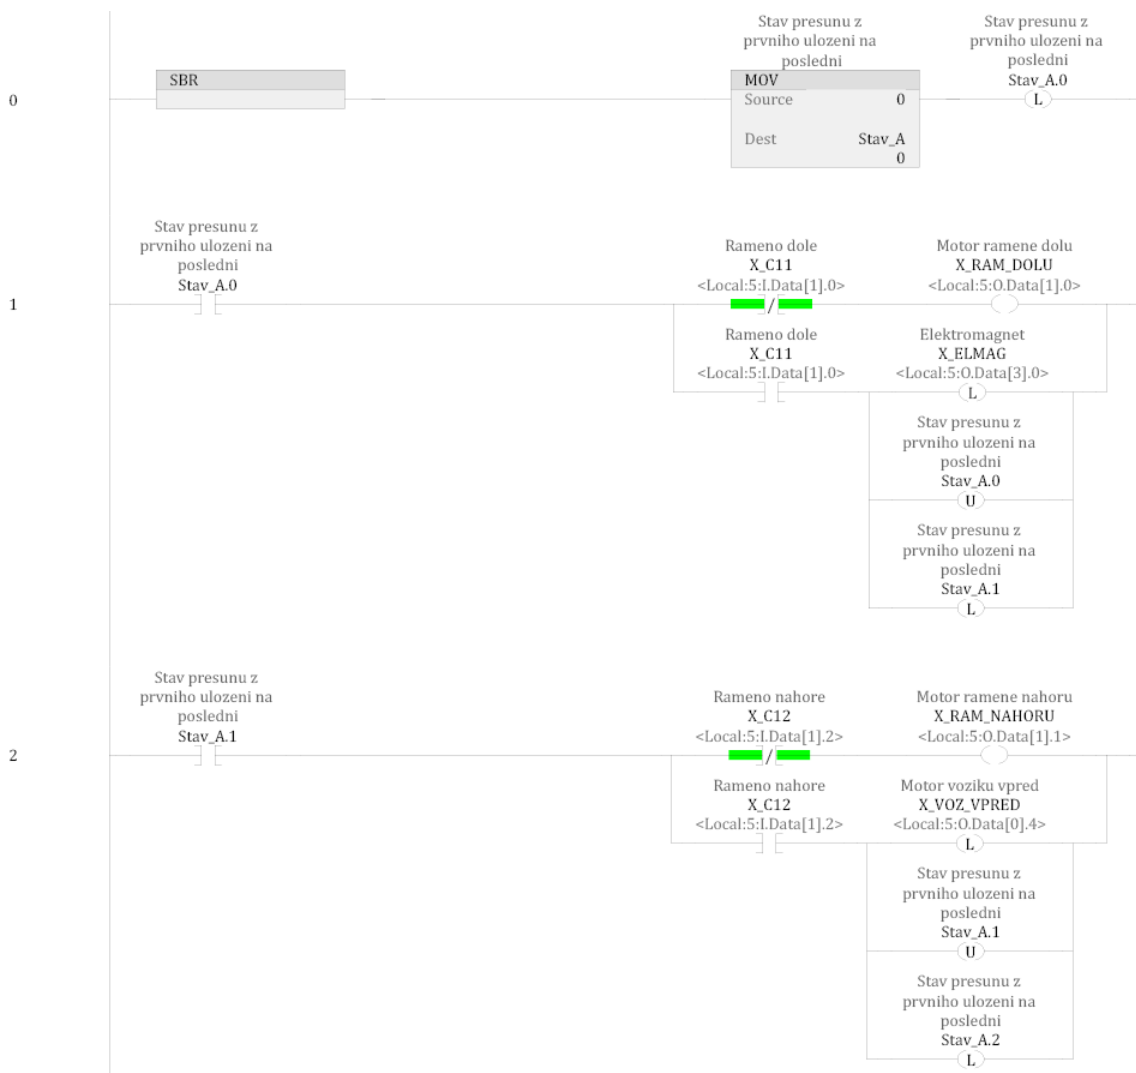 Stav presunu z
prvniho ulozeni na
posledni
Stav presunu z
prvniho ulozeni na
posledni
Stav_A.0
0
SBR
MOV
Source 0
Dest Stav_A
0
L
Stav presunu z
prvniho ulozeni na
posledni
Stav_A.0
1
Rameno dole
X_C11
<Local:5:I.Data[1].0>
/
Motor ramene dolu
X_RAM_DOLU
<Local:5:O.Data[1].0>
Rameno dole
X_C11
<Local:5:I.Data[1].0>
Elektromagnet
X_ELMAG
<Local:5:O.Data[3].0>
L
Stav presunu z
prvniho ulozeni na
posledni
Stav_A.0
U
Stav presunu z
prvniho ulozeni na
posledni
Stav_A.1
L
Stav presunu z
prvniho ulozeni na
posledni
Stav_A.1
2
Rameno nahore
X_C12
<Local:5:I.Data[1].2>
/
Motor ramene nahoru
X_RAM_NAHORU
<Local:5:O.Data[1].1>
Rameno nahore
X_C12
<Local:5:I.Data[1].2>
Motor voziku vpred
X_VOZ_VPRED
<Local:5:O.Data[0].4>
L
Stav presunu z
prvniho ulozeni na
posledni
Stav_A.1
U
Stav presunu z
prvniho ulozeni na
posledni
Stav_A.2
L